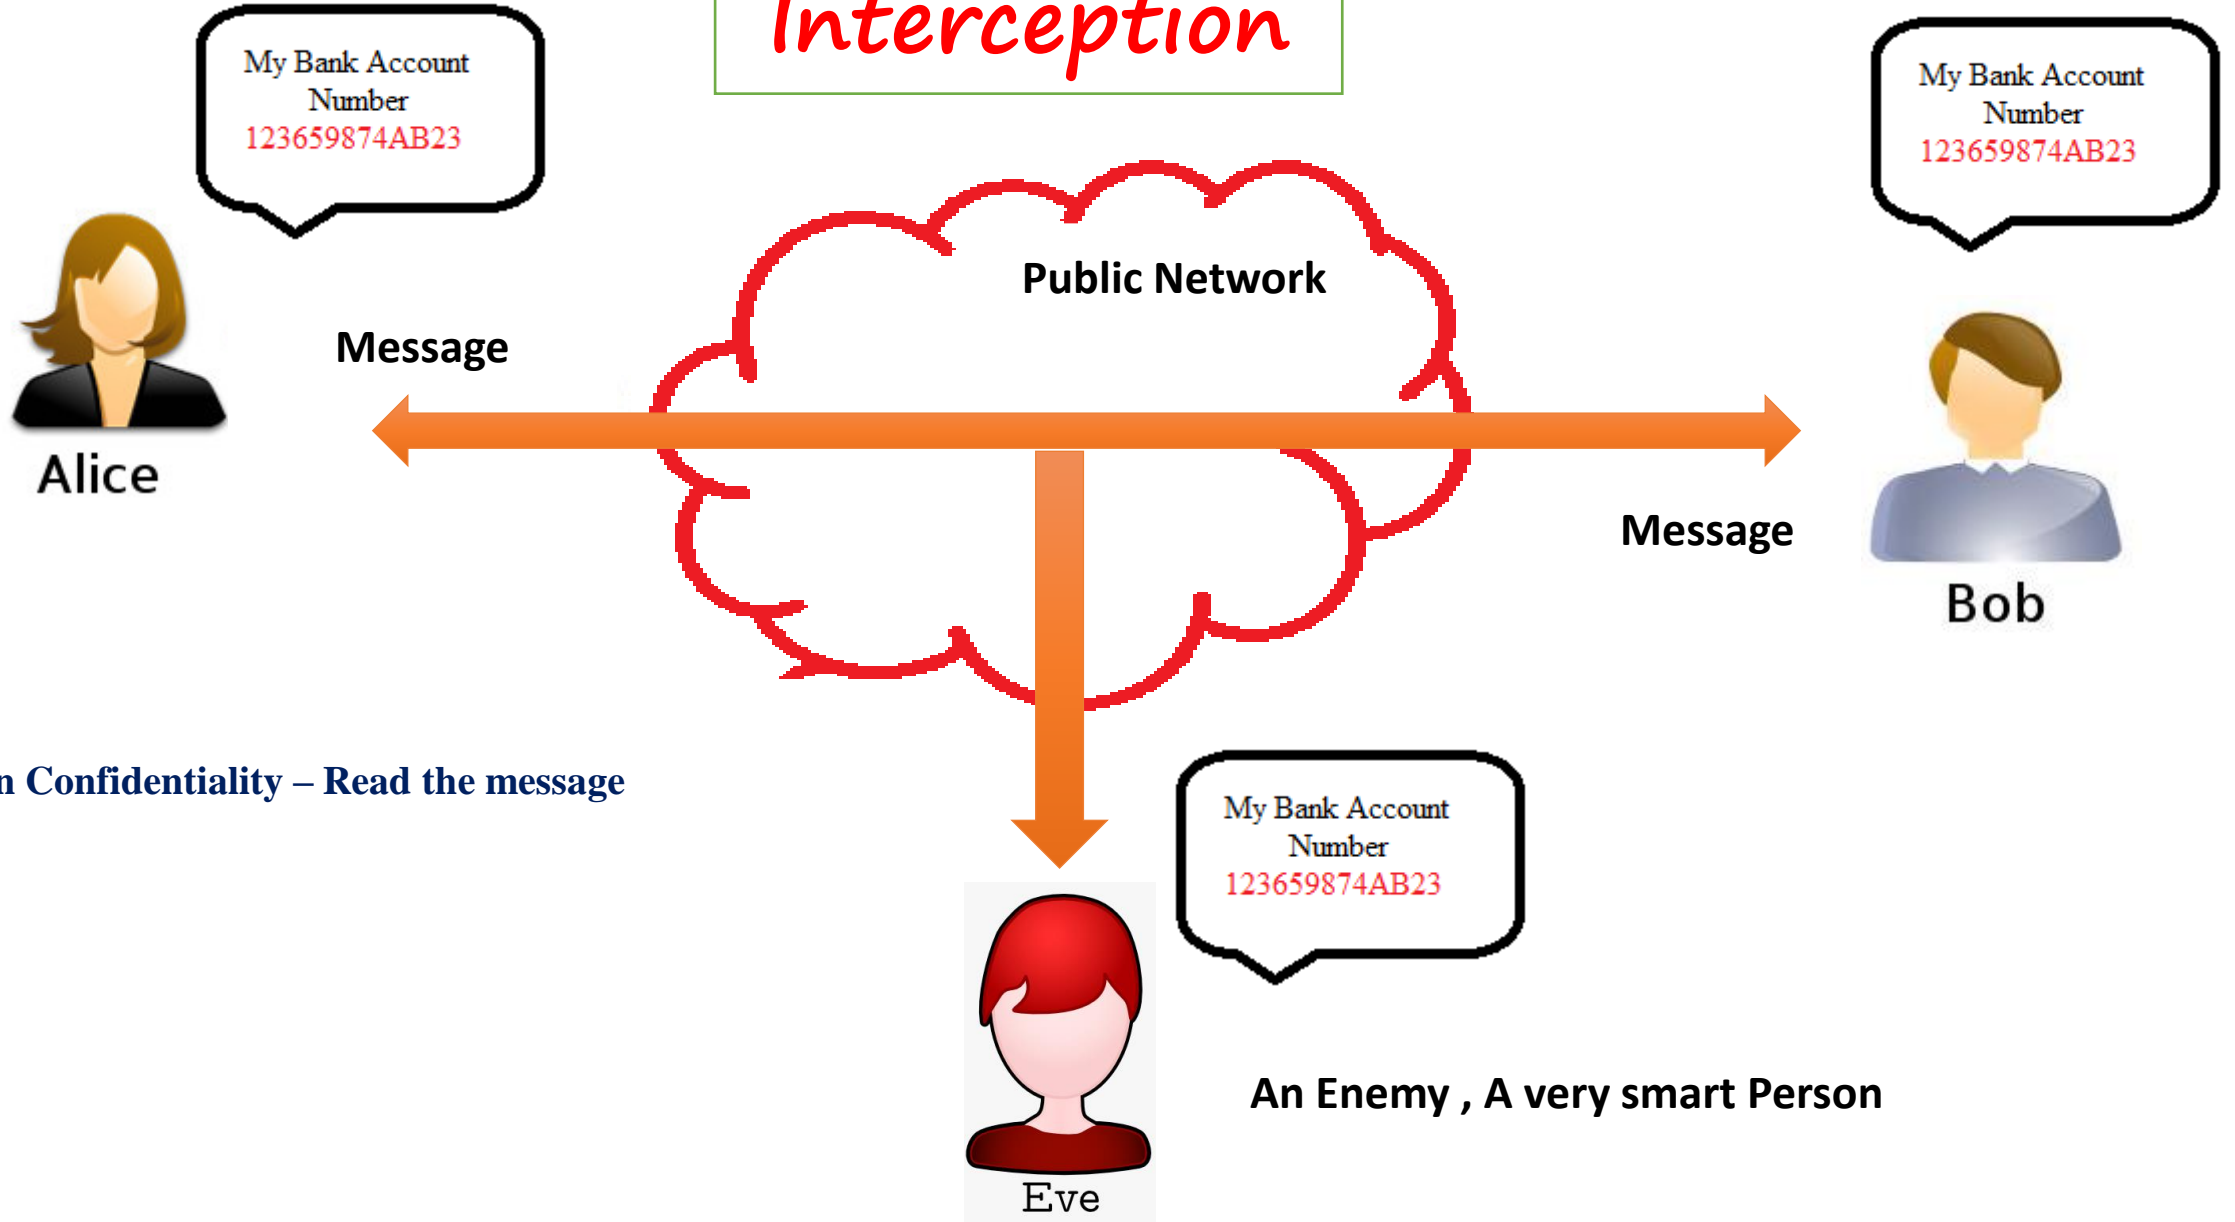 Interception
My Bank Account
Number
123659874AB23
My Bank Account
Number
123659874AB23
Public Network
Message
Alice
Message
Bob
Confidentiality – Read the message
My Bank Account
Number
123659874AB23
An Enemy , A very smart Person
Eve